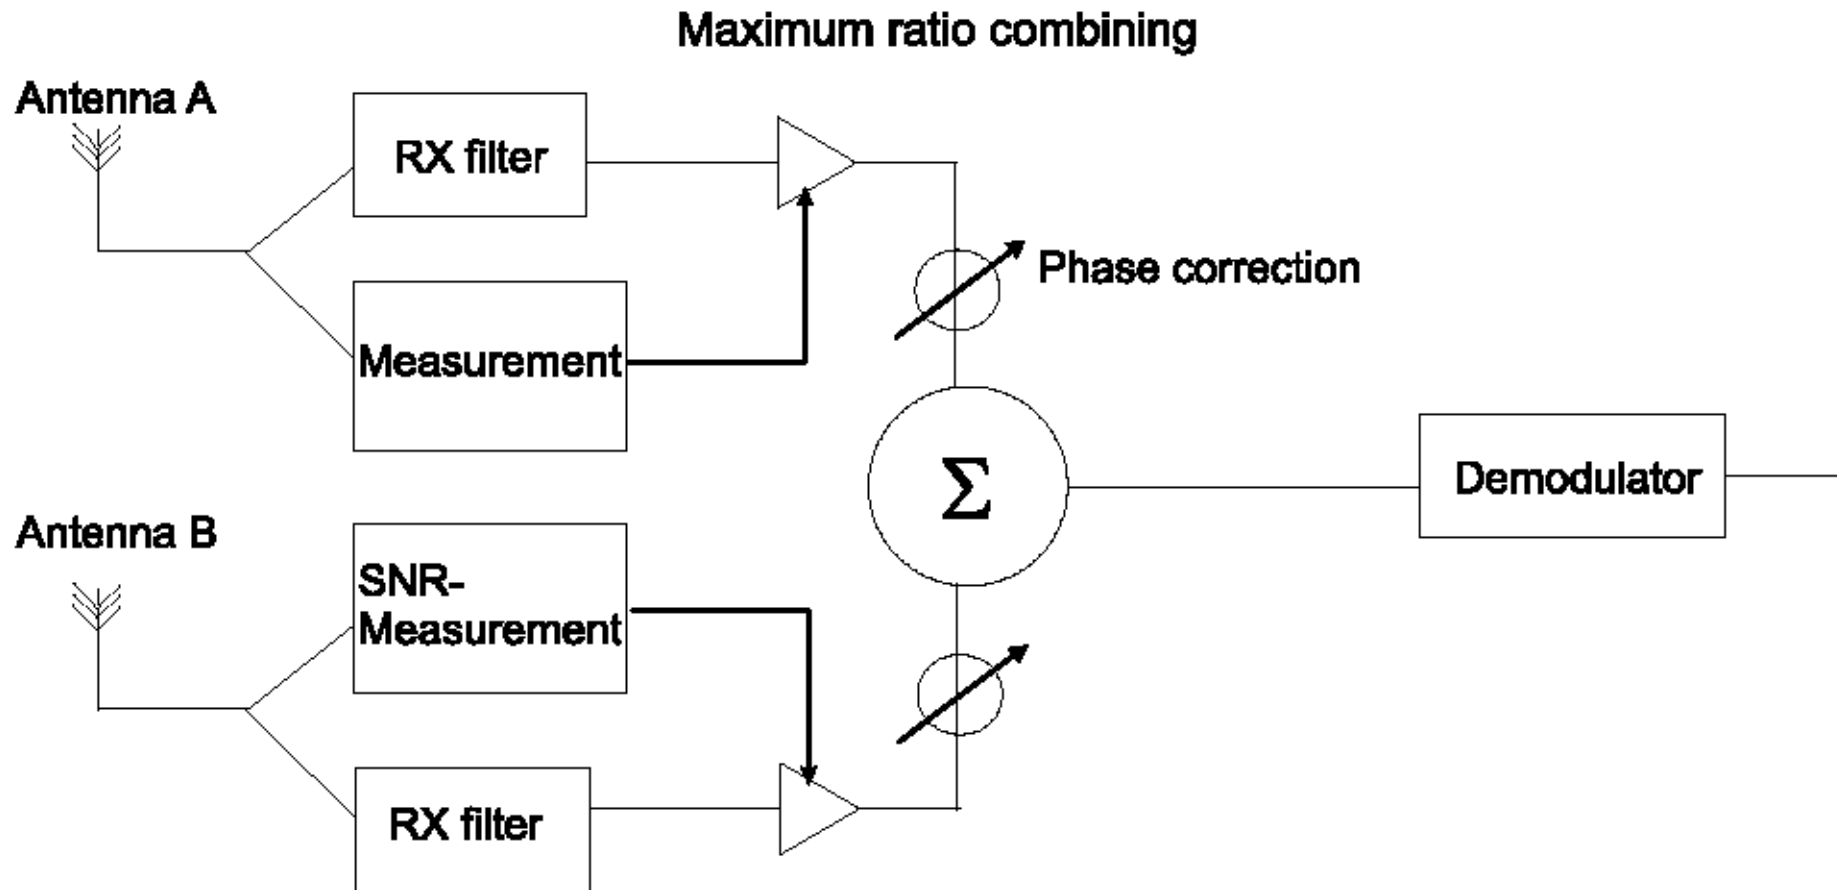 Maximum ratio combining
Antenna A
RX filter
Phase correction
Measurement
Σ
Demodulator
Antenna B
SNR-
Measurement
RX filter